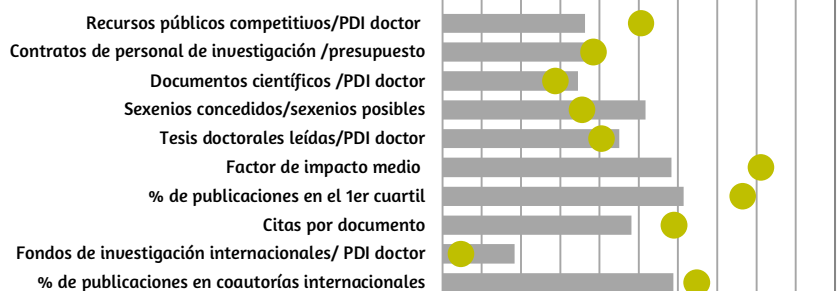 Recursos públicos competitivos/PDI doctor
Contratos de personal de investigación /presupuesto
Documentos científicos /PDI doctor
Sexenios concedidos/sexenios posibles
Tesis doctorales leídas/PDI doctor
Factor de impacto medio
% de publicaciones en el 1er cuartil
Citas por documento
Fondos de investigación internacionales/ PDI doctor
% de publicaciones en coautorías internacionales